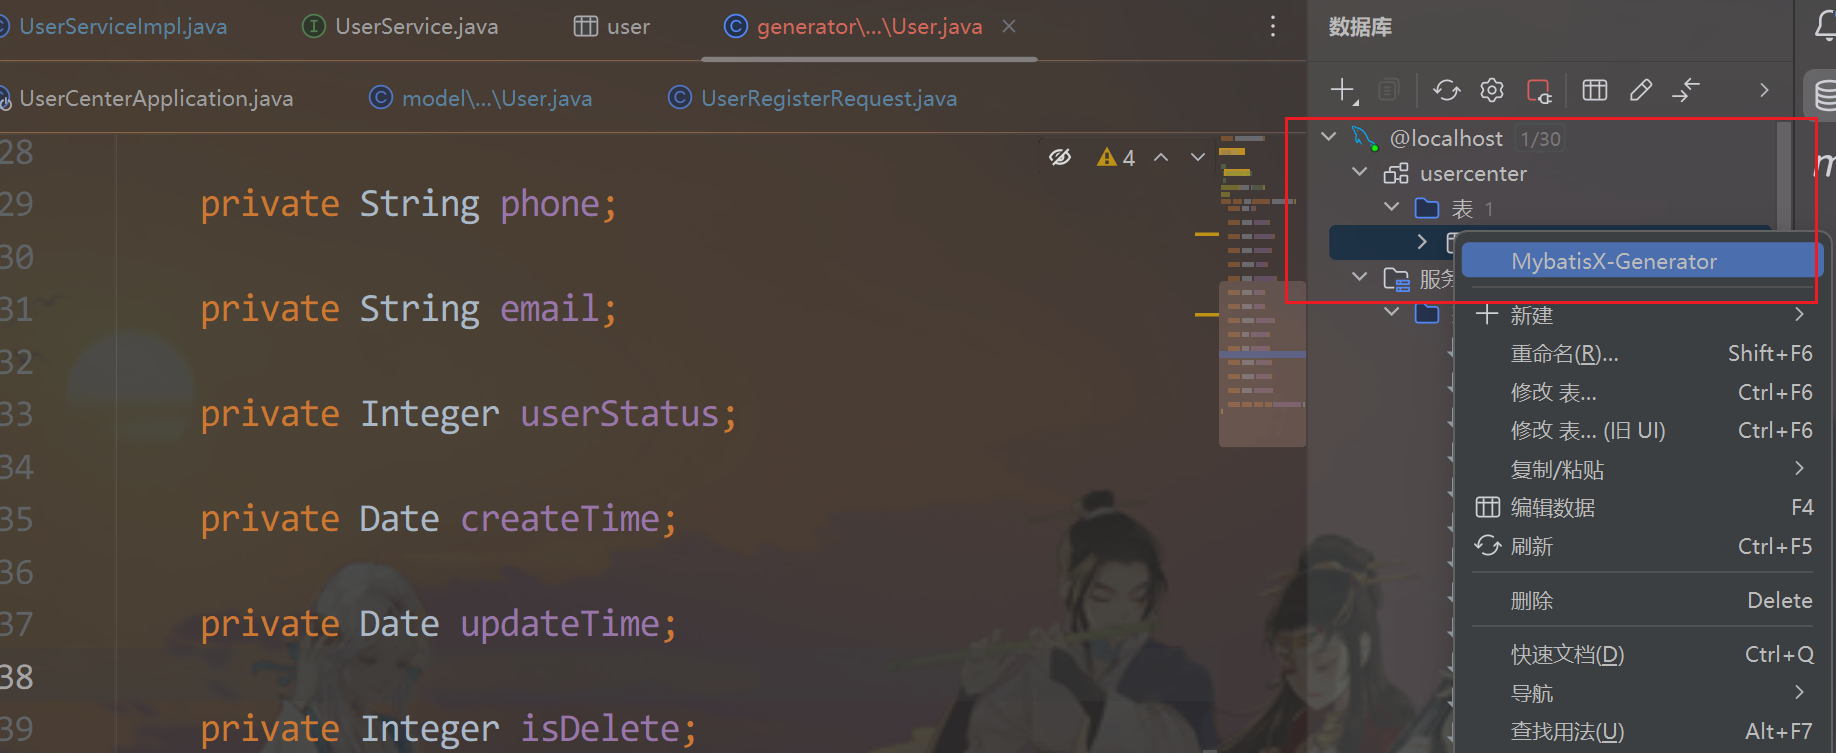 UserServiceImpl.java
UserService.java
user
generator\...\User.java
UserCenterApplication.java
model\...\User.java
UserRegisterRequest.java
4
28
29 private String phone;
30
31 private String email;
32
33 private Integer userStatus;
34
35 private Date createTime;
36
37 private Date updateTime;
38
39 private Integer isDelete;
数据库
@localhost 1/30
usercenter
表 1
服务
MybatisX-Generator
新建
重命名(R)... Shift+F6
修改 表... Ctrl+F6
修改 表... (旧 UI) Ctrl+F6
复制/粘贴
编辑数据 F4
刷新 Ctrl+F5
删除 Delete
快速文档(D) Ctrl+Q
导航
查找用法(U) Alt+F7